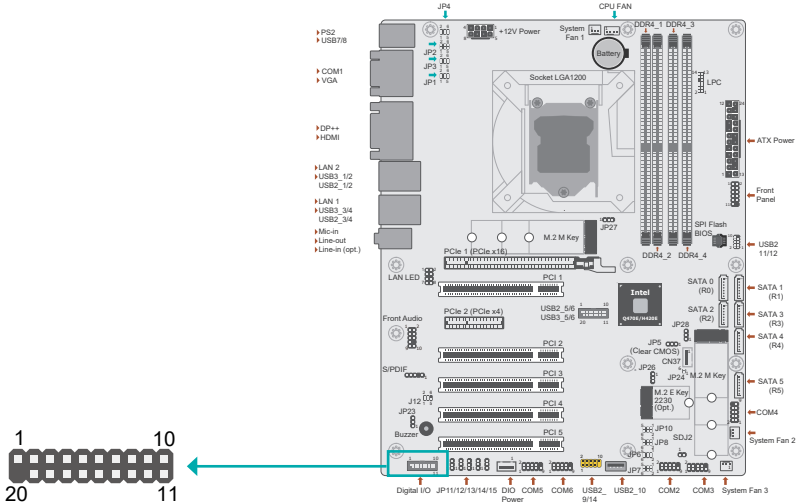 JP4
CPU FAN
PS2
USB7/8
+12V Power
System
Fan 1
DDR4_1
DDR4_3
JP2
JP3
JP1
Battery
COM1
VGA
Socket LGA1200
LPC
DP++
HDMI
ATX Power
LAN 2
USB3_1/2
USB2_1/2
LAN 1
USB3_3/4
USB2_3/4
Front
Panel
Mic-in
Line-out
Line-in (opt.)
JP27
SPI Flash
BIOS
USB2
11/12
M.2 M Key
PCIe 1 (PCIe x16)
DDR4_2
DDR4_4
LAN LED
PCI 1
SATA 0
(R0)
SATA 1
(R1)
Intel
Q470E/H420E
PCIe 2 (PCIe x4)
USB2_5/6
USB3_5/6
1
10
20
11
SATA 2
(R2)
SATA 3
(R3)
Front Audio
JP28
SATA 4
(R4)
PCI 2
JP5
(Clear CMOS)
CN37
S/PDIF
PCI 3
JP26
JP24
M.2 M Key
SATA 5
(R5)
J12
PCI 4
M.2 E Key
2230
(Opt.)
JP23
COM4
Buzzer
PCI 5
JP10
JP8
SDJ2
System Fan 2
JP6
JP7
1
10
20
11
Digital I/O
JP11/12/13/14/15
DIO
Power
COM5
COM6
USB2_
9/14
USB2_10
COM2
COM3
System Fan 3